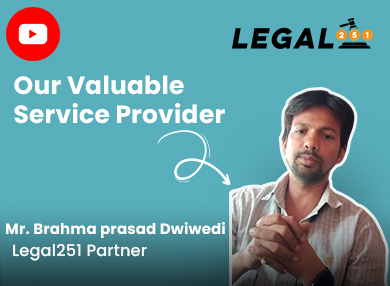 LEGAL 251
Our Valuable
Service Provider
Mr. Brahma prasad Dwiwedi
Legal251 Partner